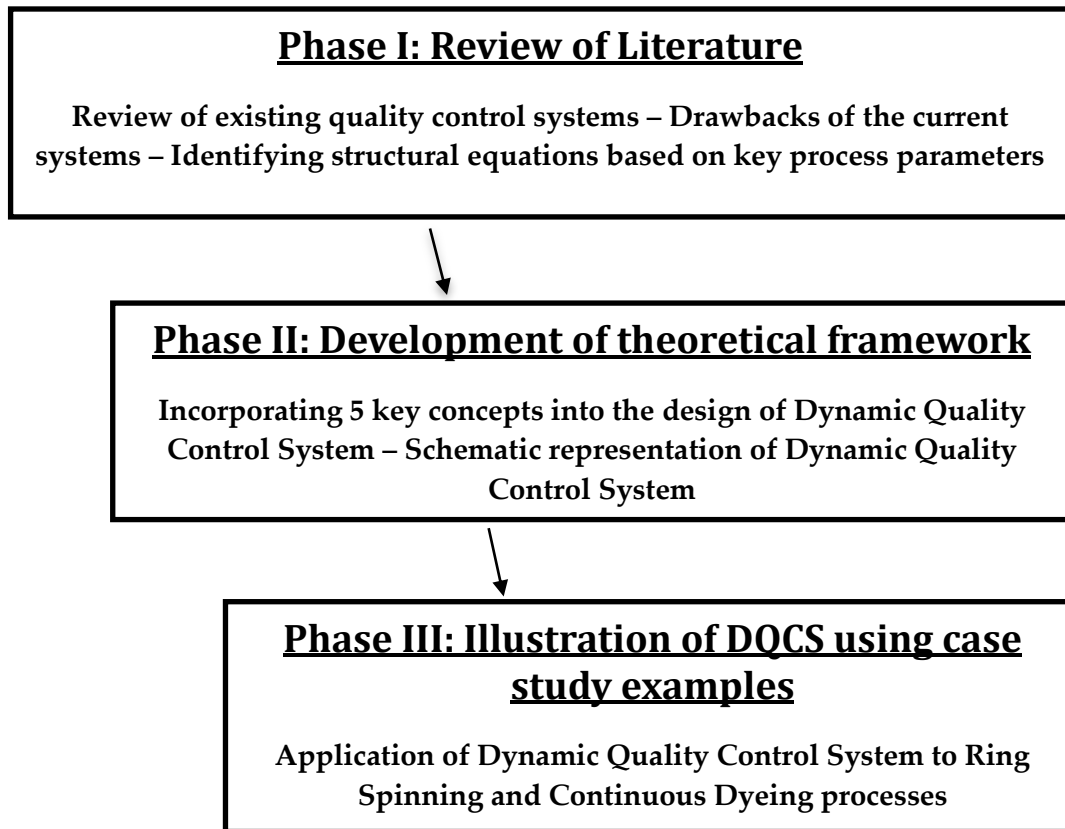 Phase I: Review of Literature
Review of existing quality control systems – Drawbacks of the current
systems – Identifying structural equations based on key process parameters
Phase II: Development of theoretical framework
Incorporating 5 key concepts into the design of Dynamic Quality
Control System – Schematic representation of Dynamic Quality
Control System
Phase III: Illustration of DQCS using case
study examples
Application of Dynamic Quality Control System to Ring
Spinning and Continuous Dyeing processes